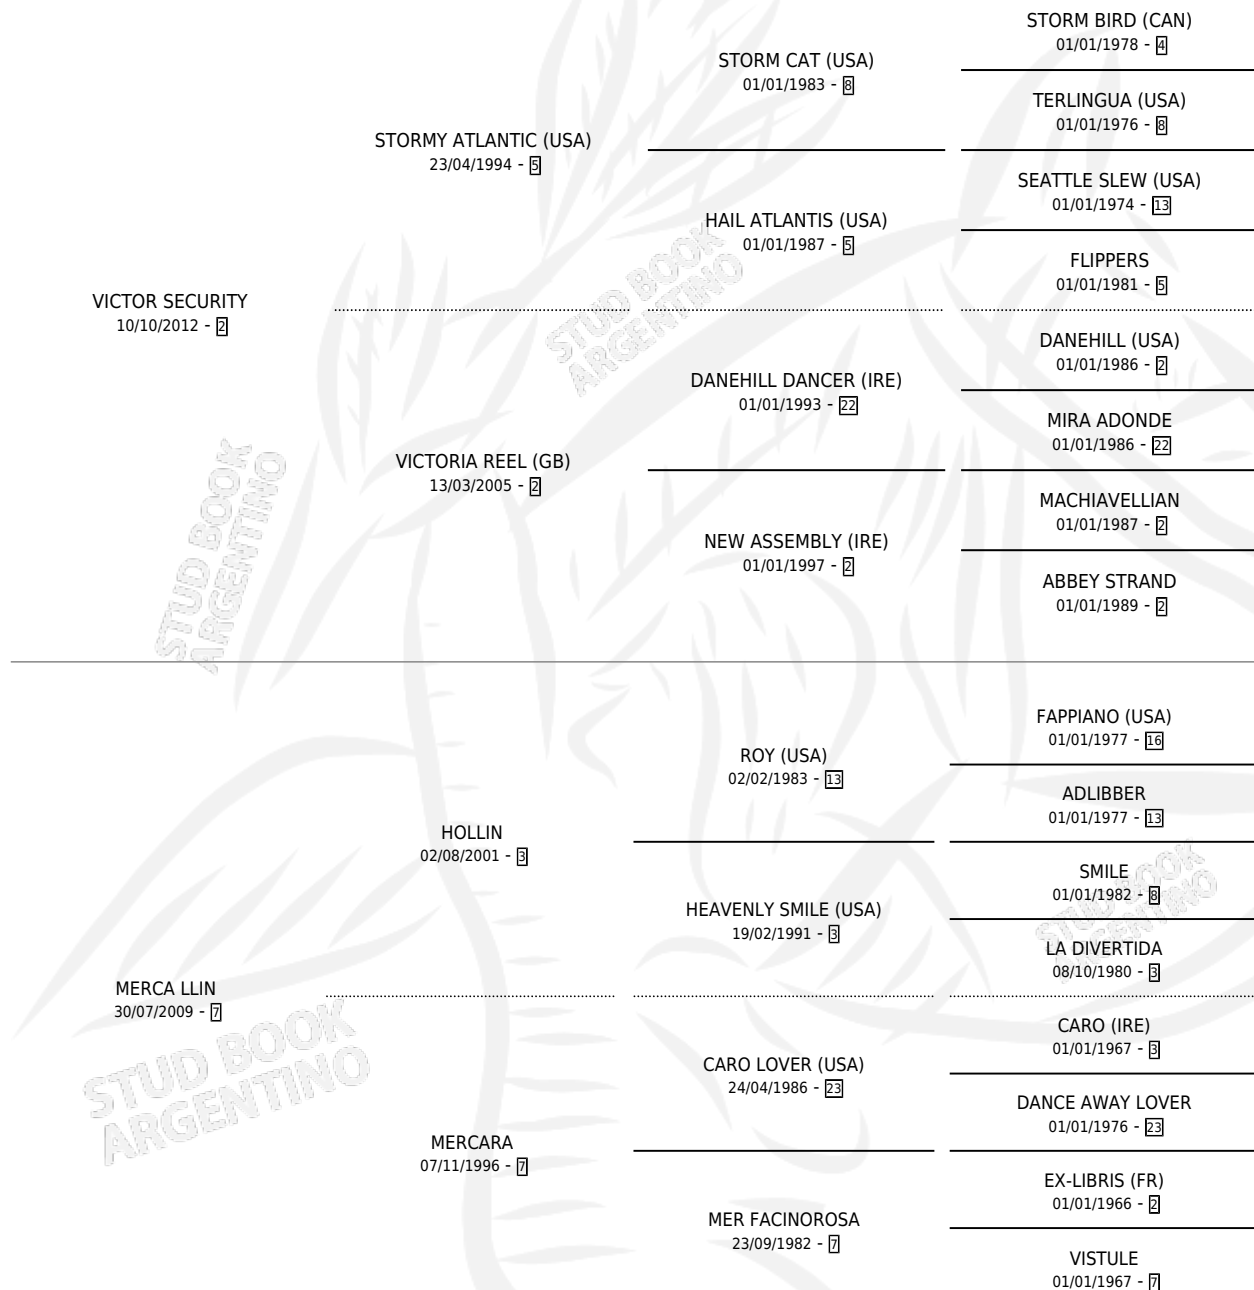 STORM BIRD (CAN)
01/01/1978 - 4
STORM CAT (USA)
01/01/1983 - 8
TERLINGUA (USA)
01/01/1976 - 8
STORMY ATLANTIC (USA)
23/04/1994 - 5
SEATTLE SLEW (USA)
01/01/1974 - 13
HAIL ATLANTIS (USA)
01/01/1987 - 5
FLIPPERS
01/01/1981 - 5
STUD BOOK
ARGENTINO
VICTOR SECURITY
10/10/2012 - 2
DANEHILL (USA)
01/01/1986 - 2
DANEHILL DANCER (IRE)
01/01/1993 - 22
MIRA ADONDE
01/01/1986 - 22
VICTORIA REEL (GB)
13/03/2005 - 2
MACHIAVELLIAN
01/01/1987 - 2
NEW ASSEMBLY (IRE)
01/01/1997 - 2
ABBEY STRAND
01/01/1989 - 2
STUD BOOK
ARGENTINO
FAPPIANO (USA)
01/01/1977 - 16
ROY (USA)
02/02/1983 - 13
ADLIBBER
01/01/1977 - 13
HOLLIN
02/08/2001 - 3
SMILE
01/01/1982 - 8
HEAVENLY SMILE (USA)
19/02/1991 - 3
STUD BOOK
ARGENTINO
LA DIVERTIDA
08/10/1980 - 3
MERCA LLIN
30/07/2009 - 7
CARO (IRE)
01/01/1967 - 3
CARO LOVER (USA)
24/04/1986 - 23
DANCE AWAY LOVER
01/01/1976 - 23
STUD BOOK
ARGENTINO
MERCARA
07/11/1996 - 7
EX-LIBRIS (FR)
01/01/1966 - 2
MER FACINOROSA
23/09/1982 - 7
VISTULE
01/01/1967 - 7